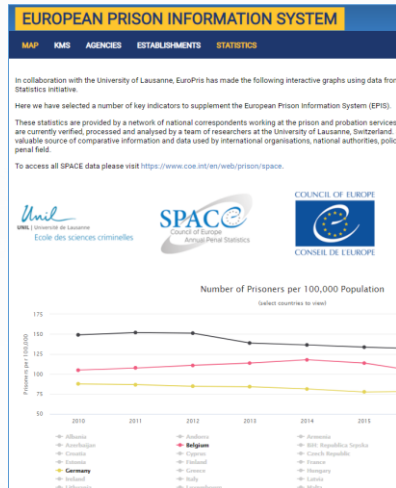 EUROPEAN PRISON INFORMATION SYSTEM
MAP KMS AGENCIES ESTABLISHMENTS STATISTICS
In collaboration with the University of Lausanne, EuroPris has made the following interactive graphs using data from
Statistics initiative.
Here we have selected a number of key indicators to supplement the European Prison Information System (EPIS).
These statistics are provided by a network of national correspondents working at the prison and probation services
are currently verified, processed and analysed by a team of researchers at the University of Lausanne, Switzerland.
valuable source of comparative information and data used by international organisations, national authorities, polic
penal field.
To access all SPACE data please visit https://www.coe.int/en/web/prison/space.
Unil
UNIL | Université de Lausanne
Ecole des sciences criminelles
SPACE
Council of Europe
Annual Penal Statistics
COUNCIL OF EUROPE
CONSEIL DE L'EUROPE
Number of Prisoners per 100,000 Population
(select countries to view)
Prisoners per 100,000
175
150
125
100
75
50
2010 2011 2012 2013 2014 2015
Albania Andorra Armenia
Azerbaijan Belgium BiH: Republika Srpska
Croatia Cyprus Czech Republic
Estonia Finland France
Germany Greece Hungary
Ireland Italy Latvia
Lithuania Luxembourg Malta